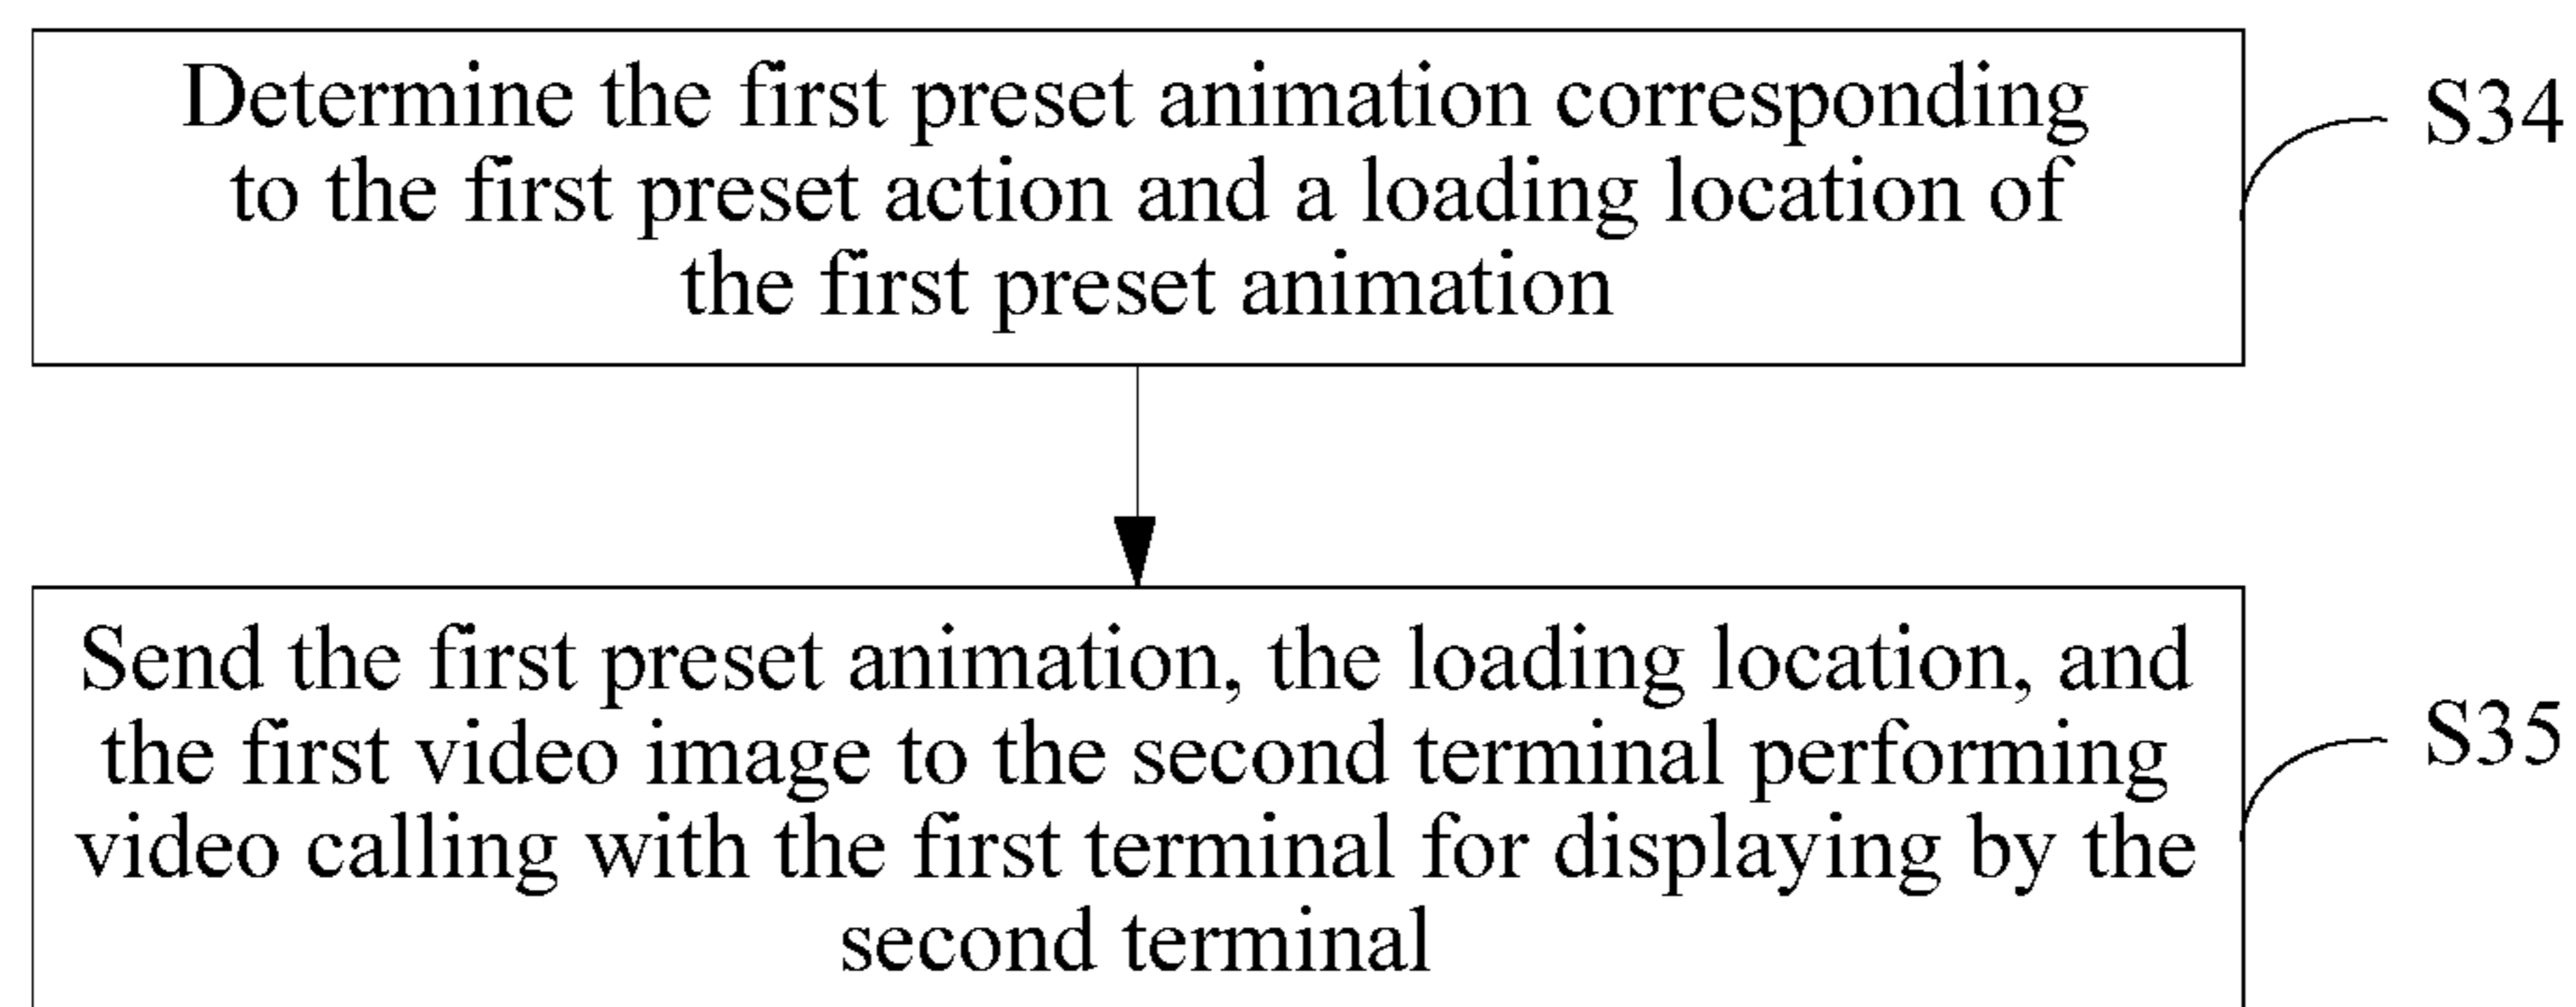 Determine the first preset animation corresponding
to the first preset action and a loading location of
the first preset animation
S34
Send the first preset animation, the loading location, and
the first video image to the second terminal performing
video calling with the first terminal for displaying by the
second terminal
S35